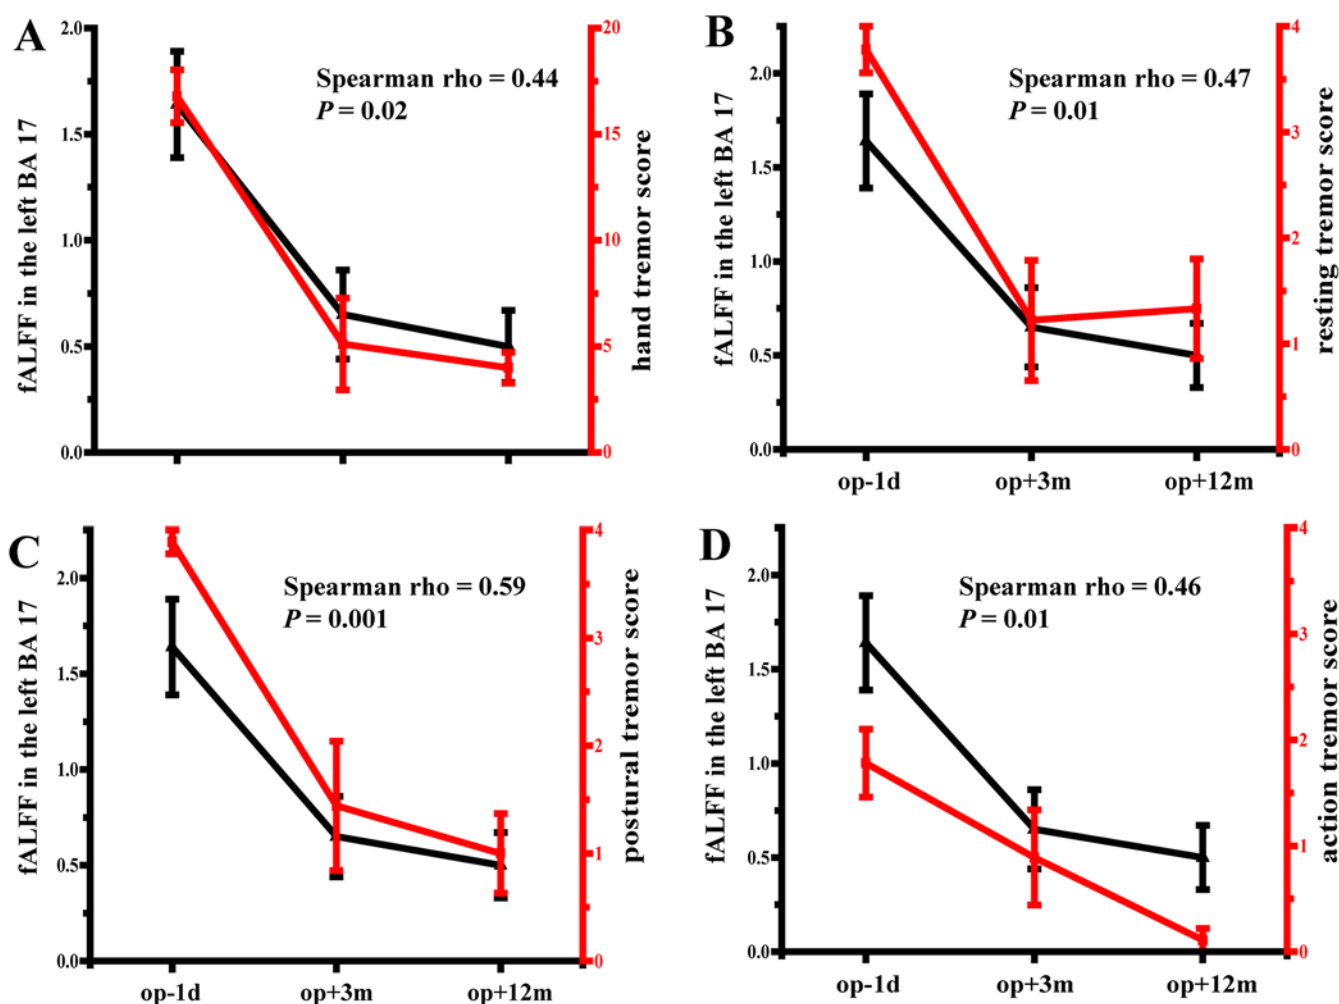 A
2.0
1.5
1.0
0.5
0.0
fALFF in the left BA 17
Spearman rho = 0.44
P = 0.02
20
15
10
5
0
hand tremor score
B
2.0
1.5
1.0
0.5
0.0
fALFF in the left BA 17
Spearman rho = 0.47
P = 0.01
4
3
2
1
0
resting tremor score
op-1d
op+3m
op+12m
C
2.0
1.5
1.0
0.5
0.0
fALFF in the left BA 17
Spearman rho = 0.59
P = 0.001
4
3
2
1
0
postural tremor score
op-1d
op+3m
op+12m
D
2.0
1.5
1.0
0.5
0.0
fALFF in the left BA 17
Spearman rho = 0.46
P = 0.01
4
3
2
1
0
action tremor score
op-1d
op+3m
op+12m